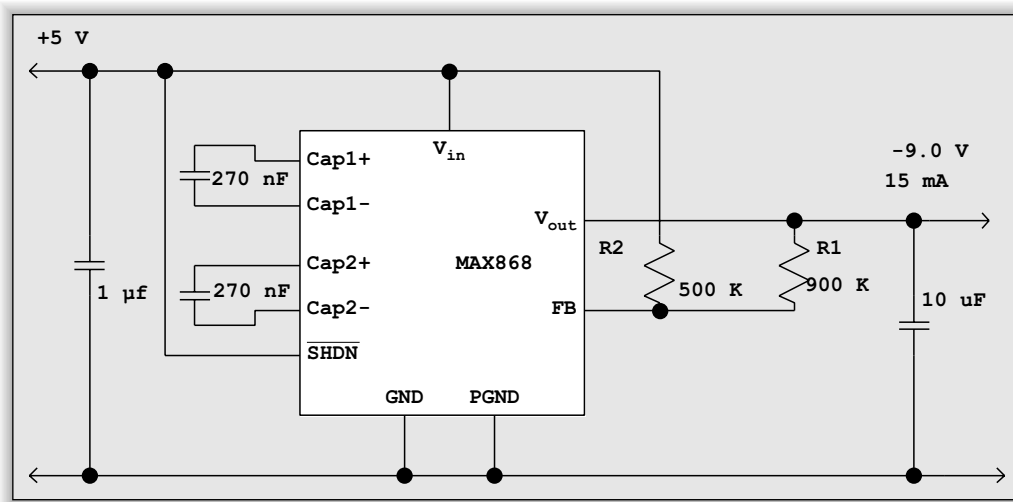 +5 V
-9.0 V
15 mA
V_in
Cap1+
270 nF
Cap1-
V_out
R2
R1
Cap2+
MAX868
270 nF
500 K
900 K
1 µf
Cap2-
FB
10 uF
SHDN
GND
PGND